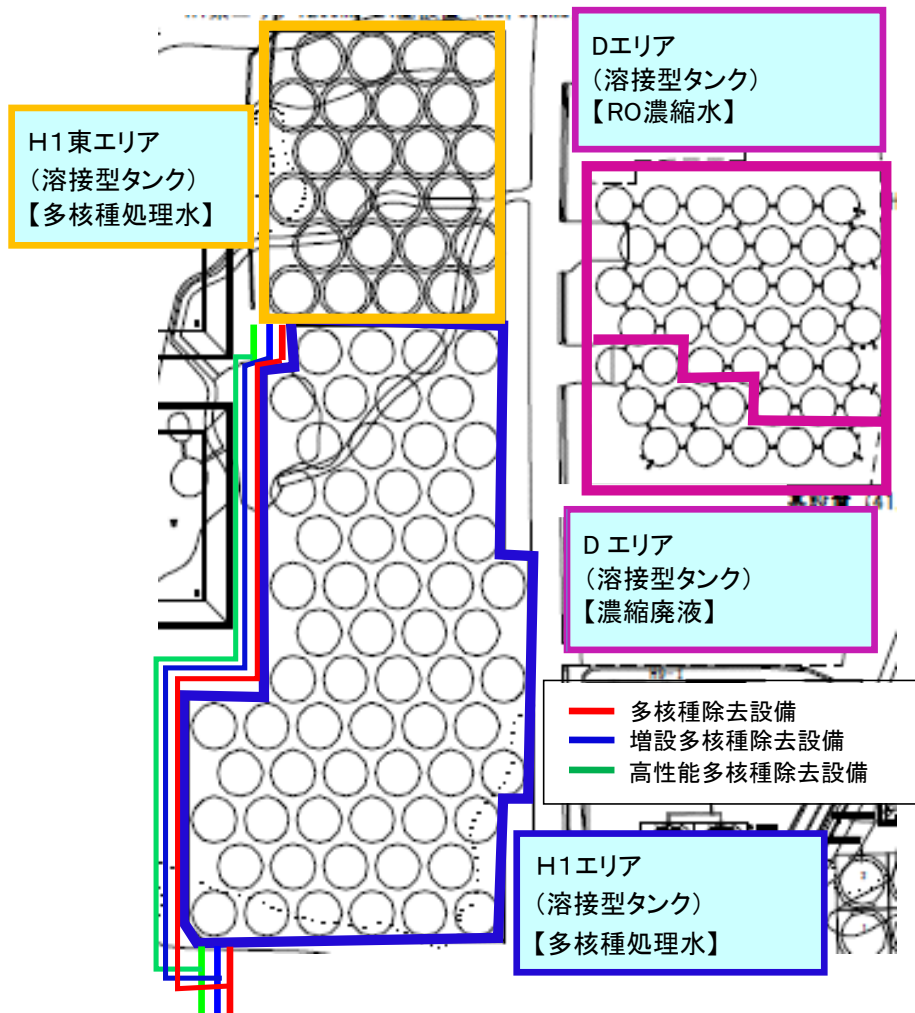 Dエリア
(溶接型タンク)
【RO濃縮水】
H1東エリア
(溶接型タンク)
【多核種処理水】
D エリア
(溶接型タンク)
【濃縮廃液】
多核種除去設備
増設多核種除去設備
高性能多核種除去設備
H1エリア
(溶接型タンク)
【多核種処理水】